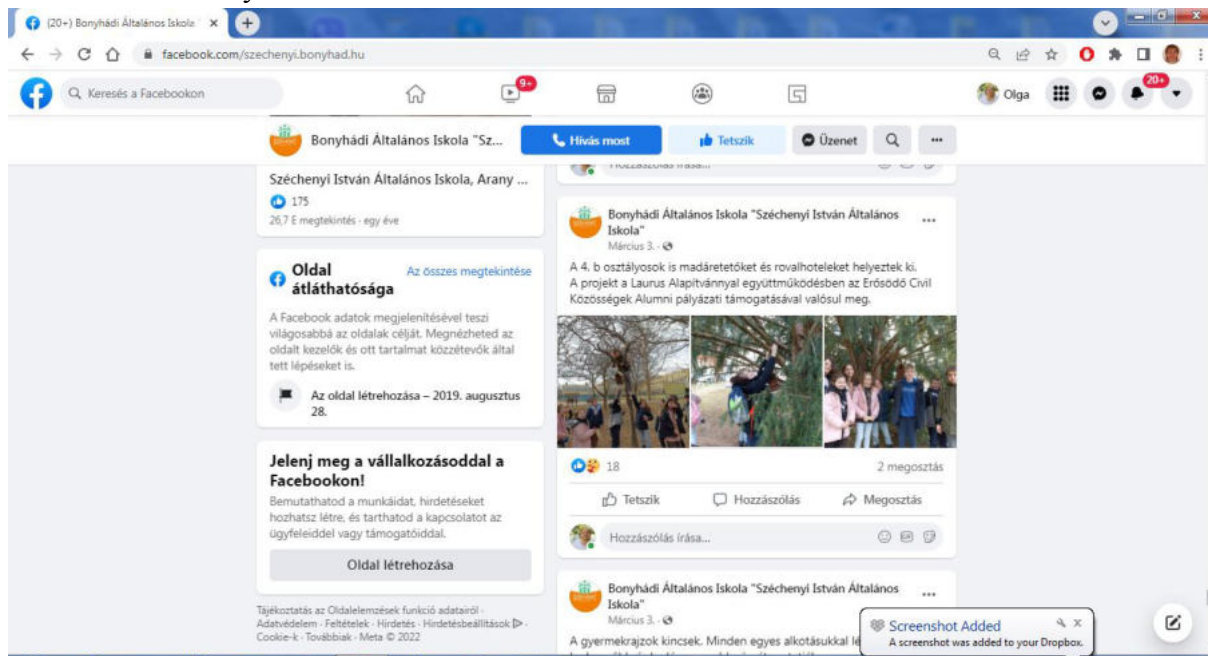 (20+) Bonyhádi Általános Iskola
facebook.com/szechenyi.bonyhad.hu
Keresés a Facebookon
9+
Olga
20+
Bonyhádi Általános Iskola "Sz...
Hívás most
Tetszik
Üzenet
Széchenyi István Általános Iskola, Arany ...
175
26,7 E megtekintés · egy éve
Oldal átláthatósága
Az összes megtekintése
A Facebook adatok megjelenítésével teszi
világosabbá az oldalak célját. Megnézheted az
oldalt kezelők és ott tartalmat közzétevők által
tett lépéseket is.
Az oldal létrehozása – 2019. augusztus
28.
Jelenj meg a vállalkozásoddal a
Facebookon!
Bemutathatod a munkáidat, hirdetéseket
hozhatsz létre, és tarthatod a kapcsolatot az
ügyfeleiddel vagy támogatóiddal.
Oldal létrehozása
Tájékoztatás az Oldalelemzések funkció adatairól ·
Adatvédelem · Feltételek · Hirdetés · Hirdetésbeállítások ·
Cookie-k · Továbbiak · Meta © 2022
Hozzászólás írása...
Bonyhádi Általános Iskola "Széchenyi István Általános
Iskola"
Március 3. ·
A 4. b osztályosok is madáretetőket és rovalhoteleket helyeztek ki.
A projekt a Laurus Alapítvánnyal együttműködésben az Erősödő Civil
Közösségek Alumni pályázati támogatásával valósul meg.
18
2 megosztás
Tetszik
Hozzászólás
Megosztás
Hozzászólás írása...
GIF
Bonyhádi Általános Iskola "Széchenyi István Általános
Iskola"
Március 3. ·
A gyermekrajzok kincsek. Minden egyes alkotásukkal
Screenshot Added
A screenshot was added to your Dropbox.